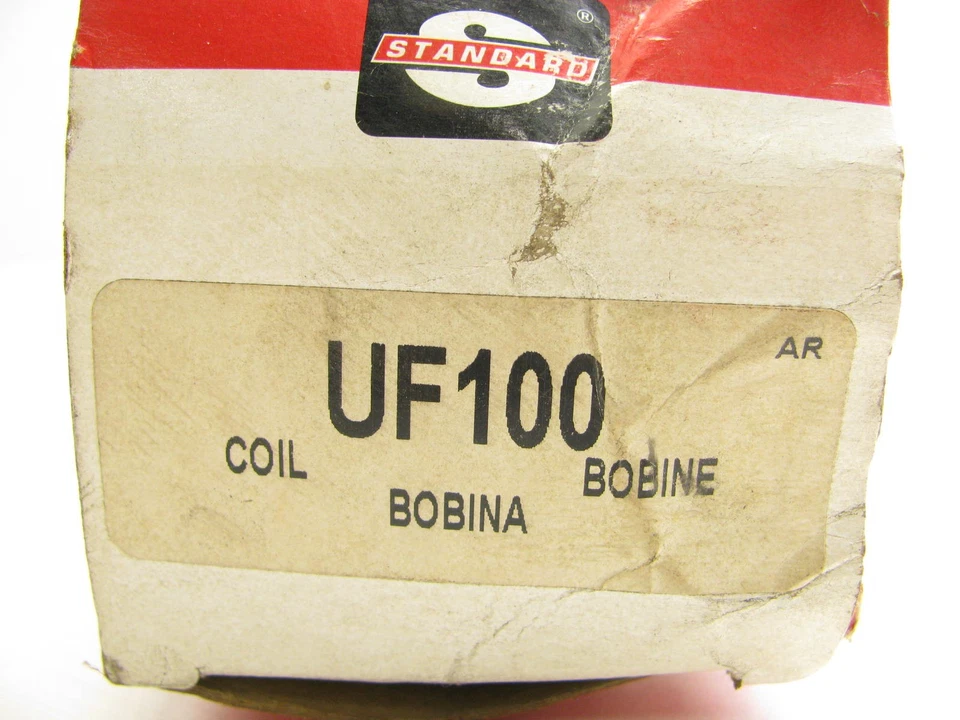 ®
STANDARD
AR
UF100
COIL
BOBINE
BOBINA